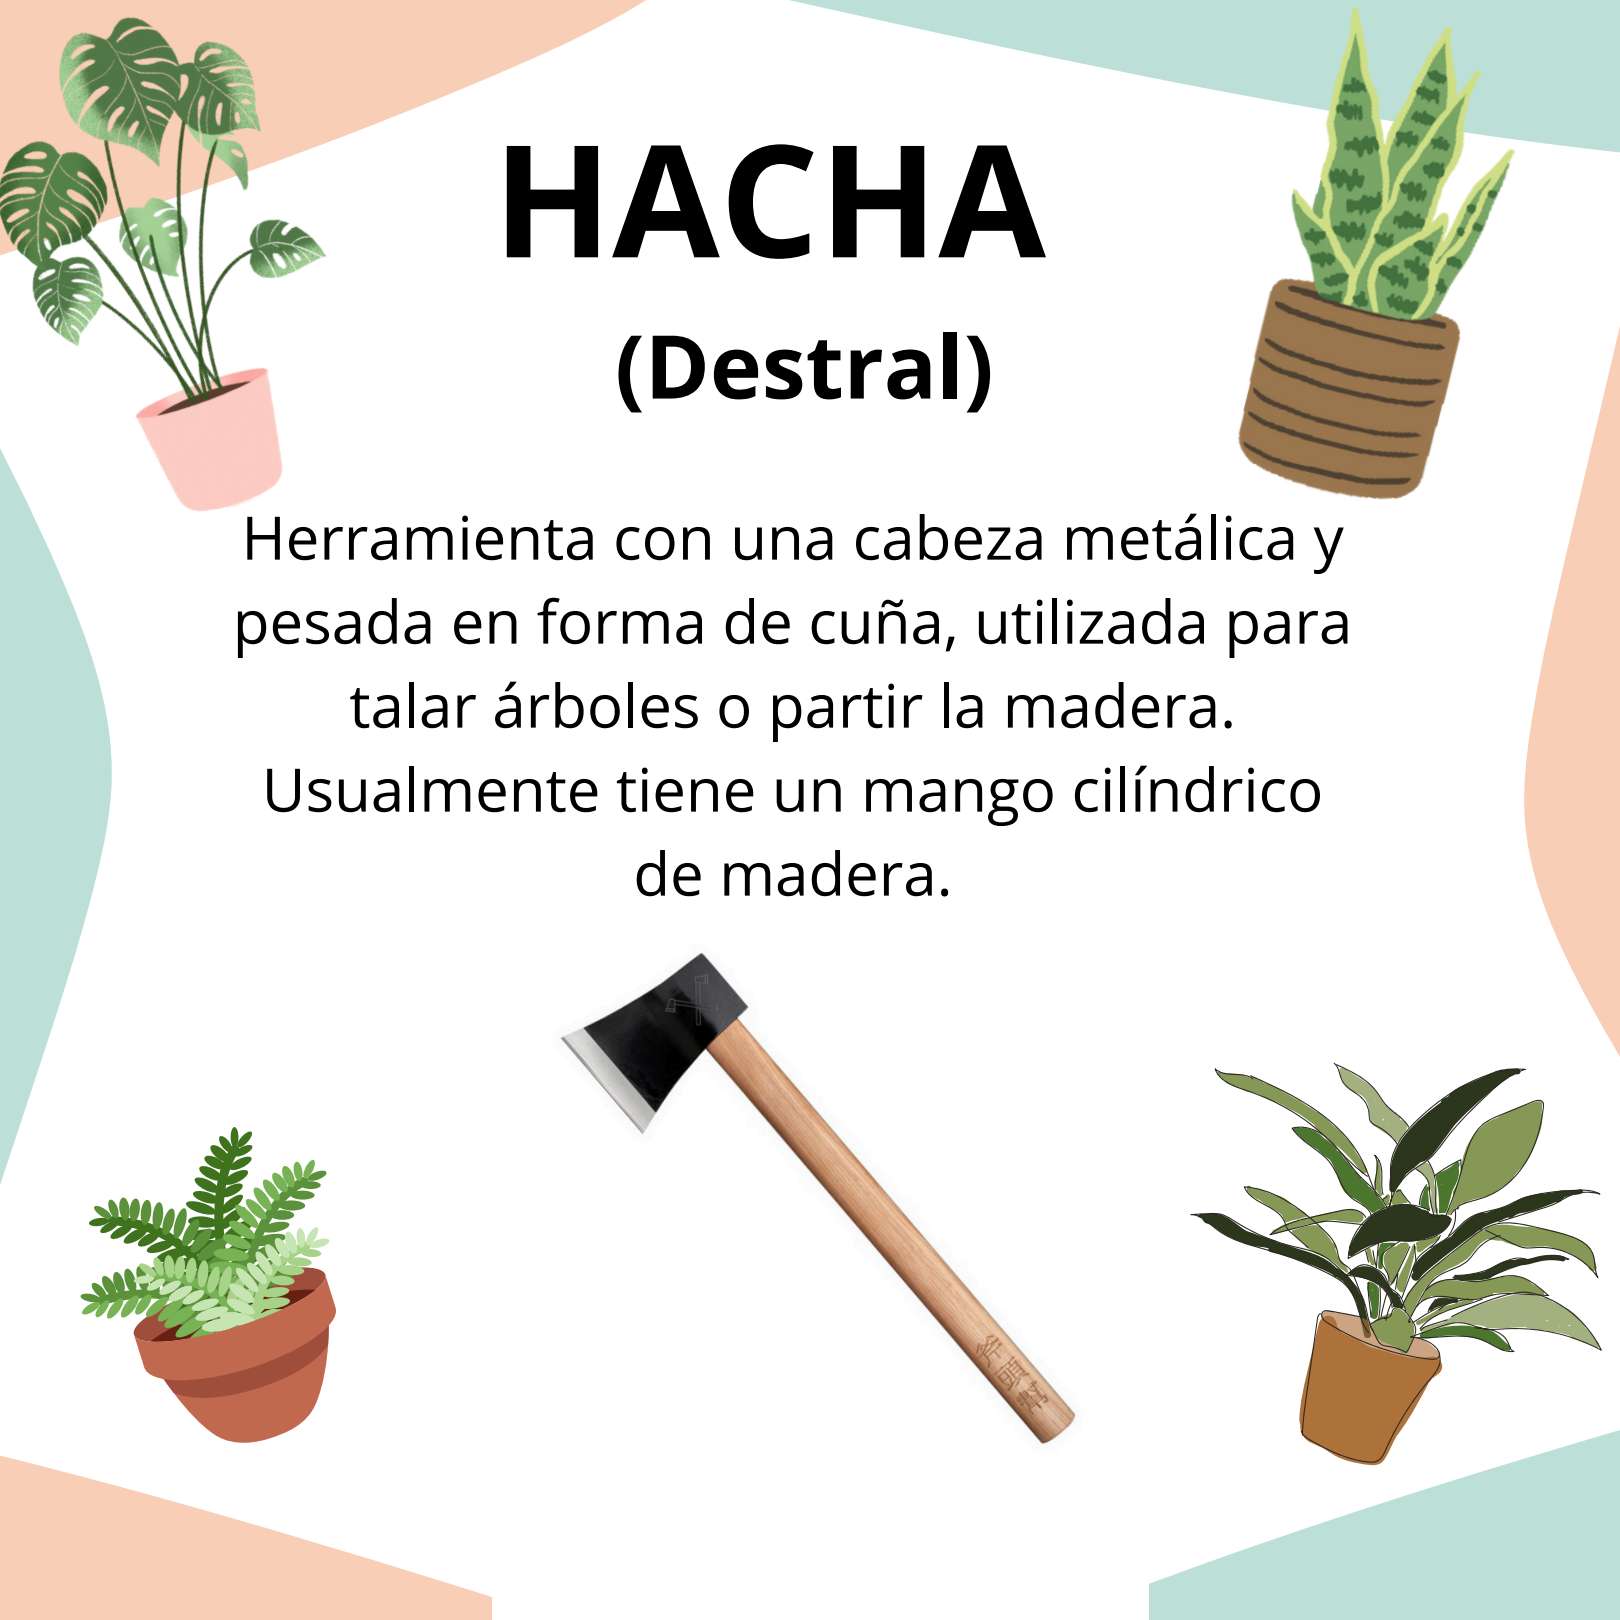 HACHA
(Destral)
Herramienta con una cabeza metálica y
pesada en forma de cuña, utilizada para
talar árboles o partir la madera.
Usualmente tiene un mango cilíndrico
de madera.